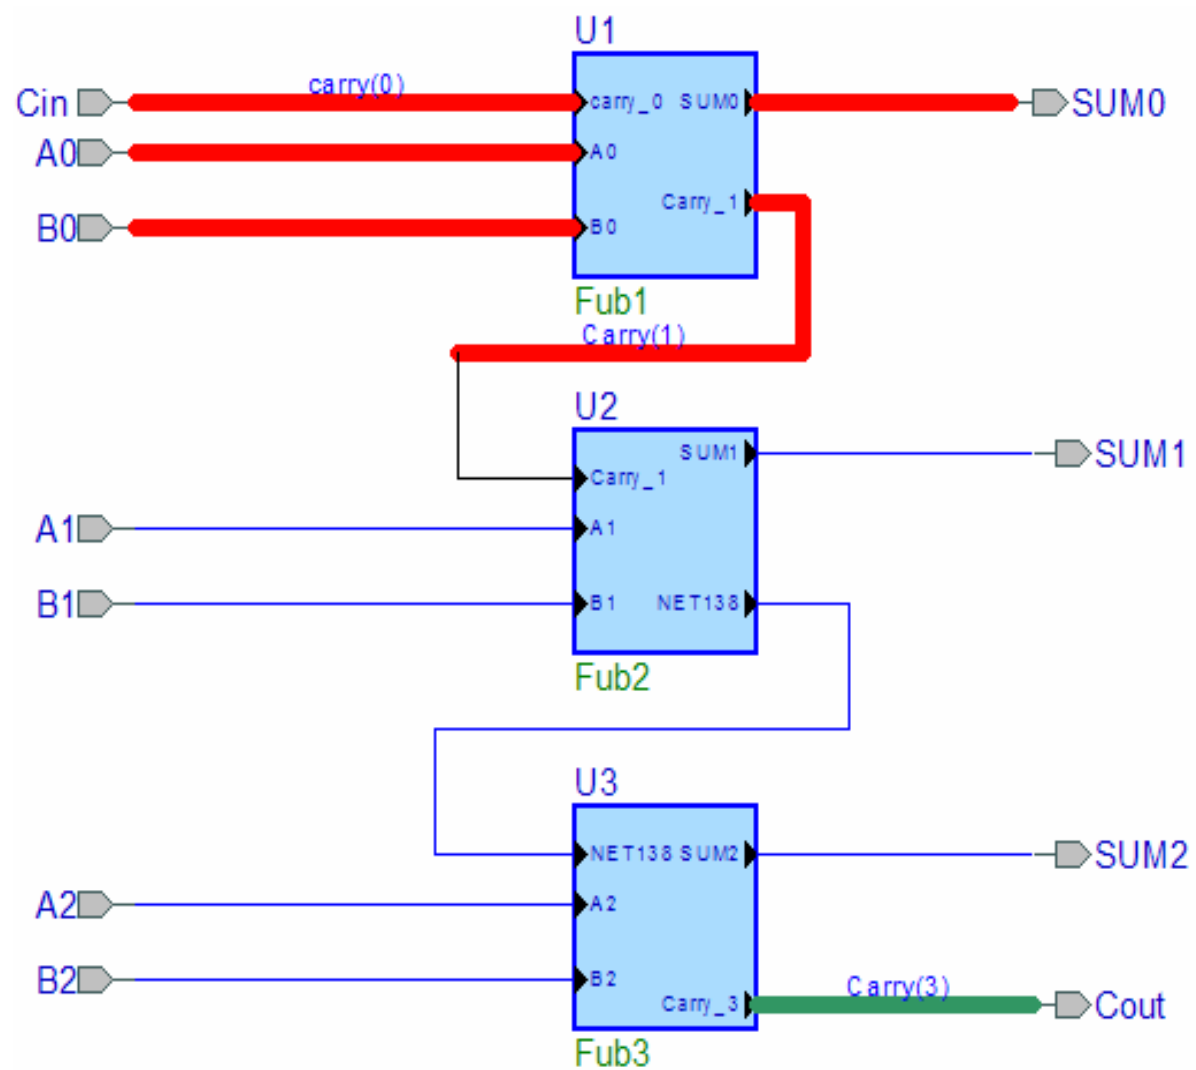 U1
carry(0)
Cin carry_0 SUM0 SUM0
A0 A0
Carry_1
B0 B0
Fub1
Carry(1)
U2
SUM1 SUM1
Carry_1
A1 A1
B1 B1 NET138
Fub2
U3
NET138 SUM2 SUM2
A2 A2
B2 B2
Carry(3)
Carry_3 Cout
Fub3